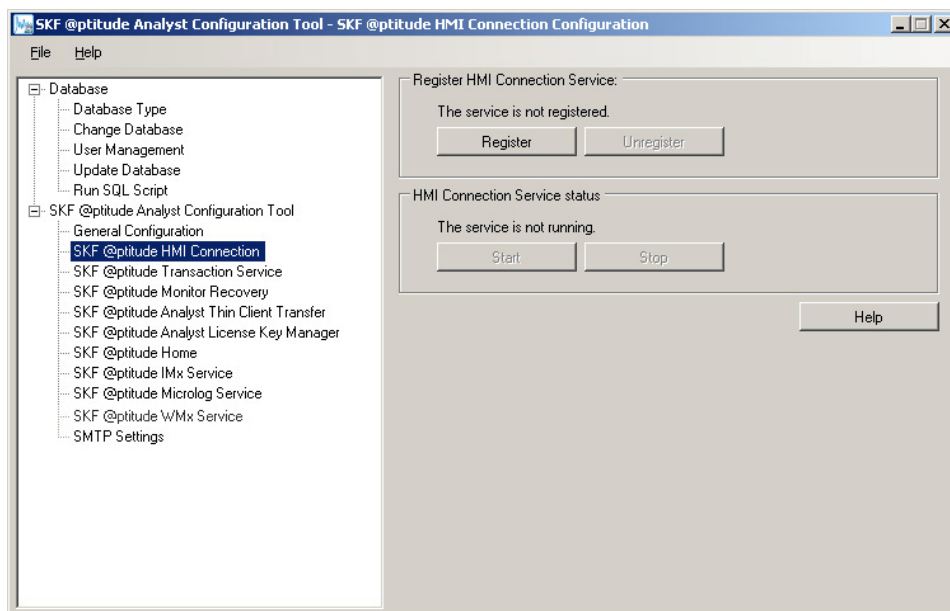 SKF @ptitude Analyst Configuration Tool - SKF @ptitude HMI Connection Configuration
File Help
Database
Database Type
Change Database
User Management
Update Database
Run SQL Script
SKF @ptitude Analyst Configuration Tool
General Configuration
SKF @ptitude HMI Connection
SKF @ptitude Transaction Service
SKF @ptitude Monitor Recovery
SKF @ptitude Analyst Thin Client Transfer
SKF @ptitude Analyst License Key Manager
SKF @ptitude Home
SKF @ptitude IMx Service
SKF @ptitude Microlog Service
SKF @ptitude WMx Service
SMTP Settings
Register HMI Connection Service:
The service is not registered.
Register Unregister
HMI Connection Service status
The service is not running.
Start Stop
Help